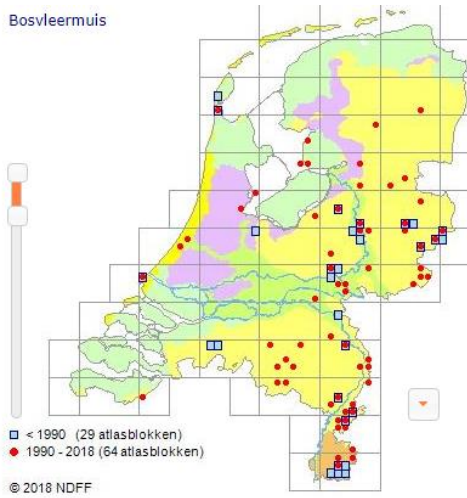 Bosvleermuis
< 1990 (29 atlasblokken)
1990 - 2018 (64 atlasblokken)
© 2018 NDFF